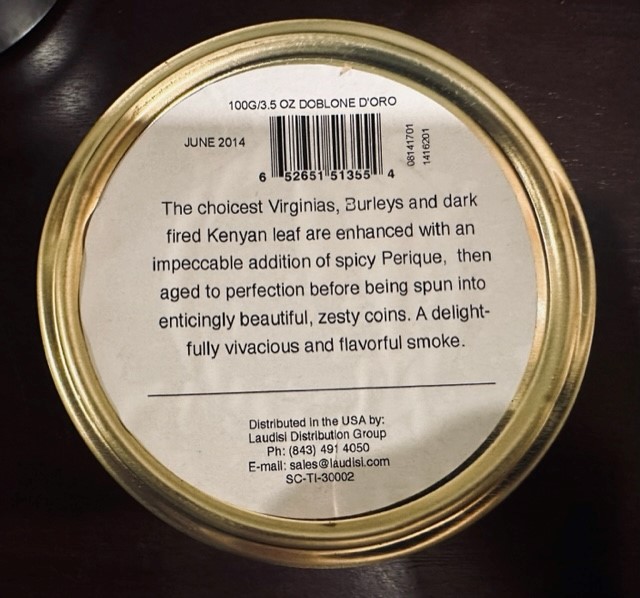 100G/3.5 OZ DOBLONE D'ORO
JUNE 2014
08141701
1416201
6 52651 51355 4
The choicest Virginias, Burleys and dark
fired Kenyan leaf are enhanced with an
impeccable addition of spicy Perique, then
aged to perfection before being spun into
enticingly beautiful, zesty coins. A delight-
fully vivacious and flavorful smoke.
Distributed in the USA by:
Laudisi Distribution Group
Ph: (843) 491 4050
E-mail: sales@laudisi.com
SC-TI-30002